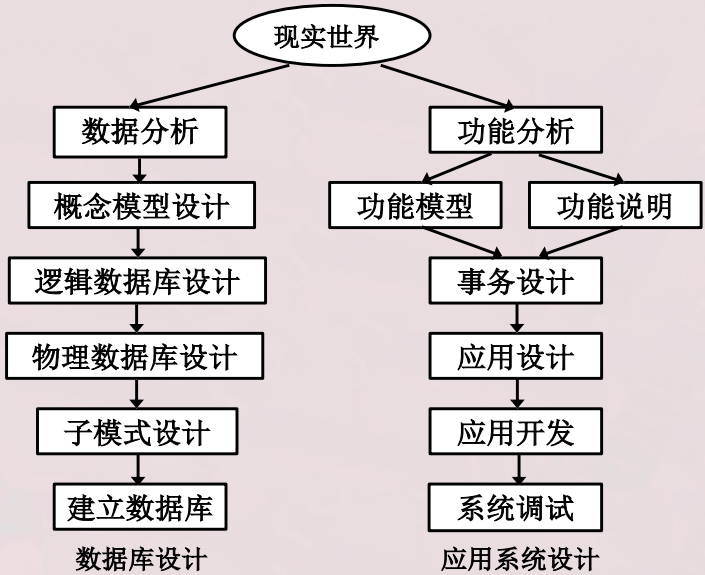 现实世界
数据分析
功能分析
概念模型设计
功能模型
功能说明
逻辑数据库设计
事务设计
物理数据库设计
应用设计
子模式设计
应用开发
建立数据库
系统调试
数据库设计
应用系统设计